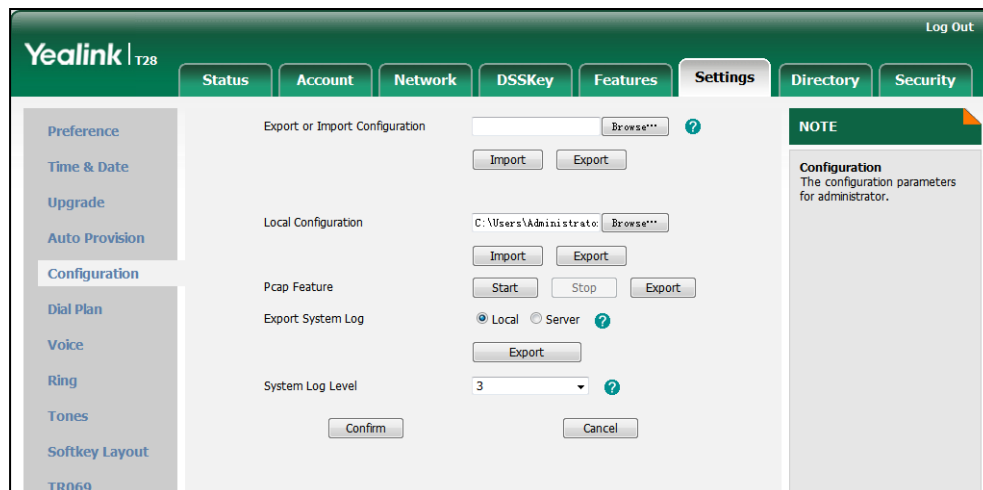 Log Out
Yealink T28
Status Account Network DSSKey Features Settings Directory Security
Preference
Time & Date
Upgrade
Auto Provision
Configuration
Dial Plan
Voice
Ring
Tones
Softkey Layout
TR069
Export or Import Configuration Browse... ?
Import Export
Local Configuration C:\Users\Administrato Browse...
Import Export
Pcap Feature Start Stop Export
Export System Log Local Server ?
Export
System Log Level 3 ?
Confirm Cancel
NOTE
Configuration
The configuration parameters
for administrator.